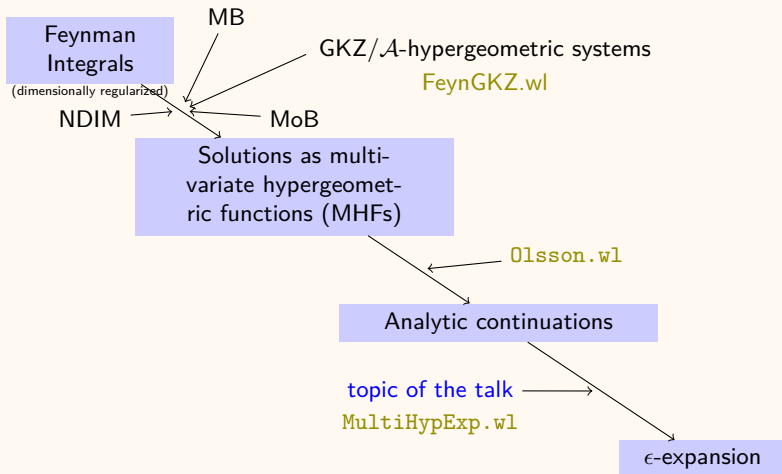 MB
Feynman
Integrals
(dimensionally regularized)
GKZ/𝒜-hypergeometric systems
FeynGKZ.wl
NDIM
MoB
Solutions as multi-
variate hypergeomet-
ric functions (MHFs)
Olsson.wl
Analytic continuations
topic of the talk
MultiHypExp.wl
ϵ-expansion